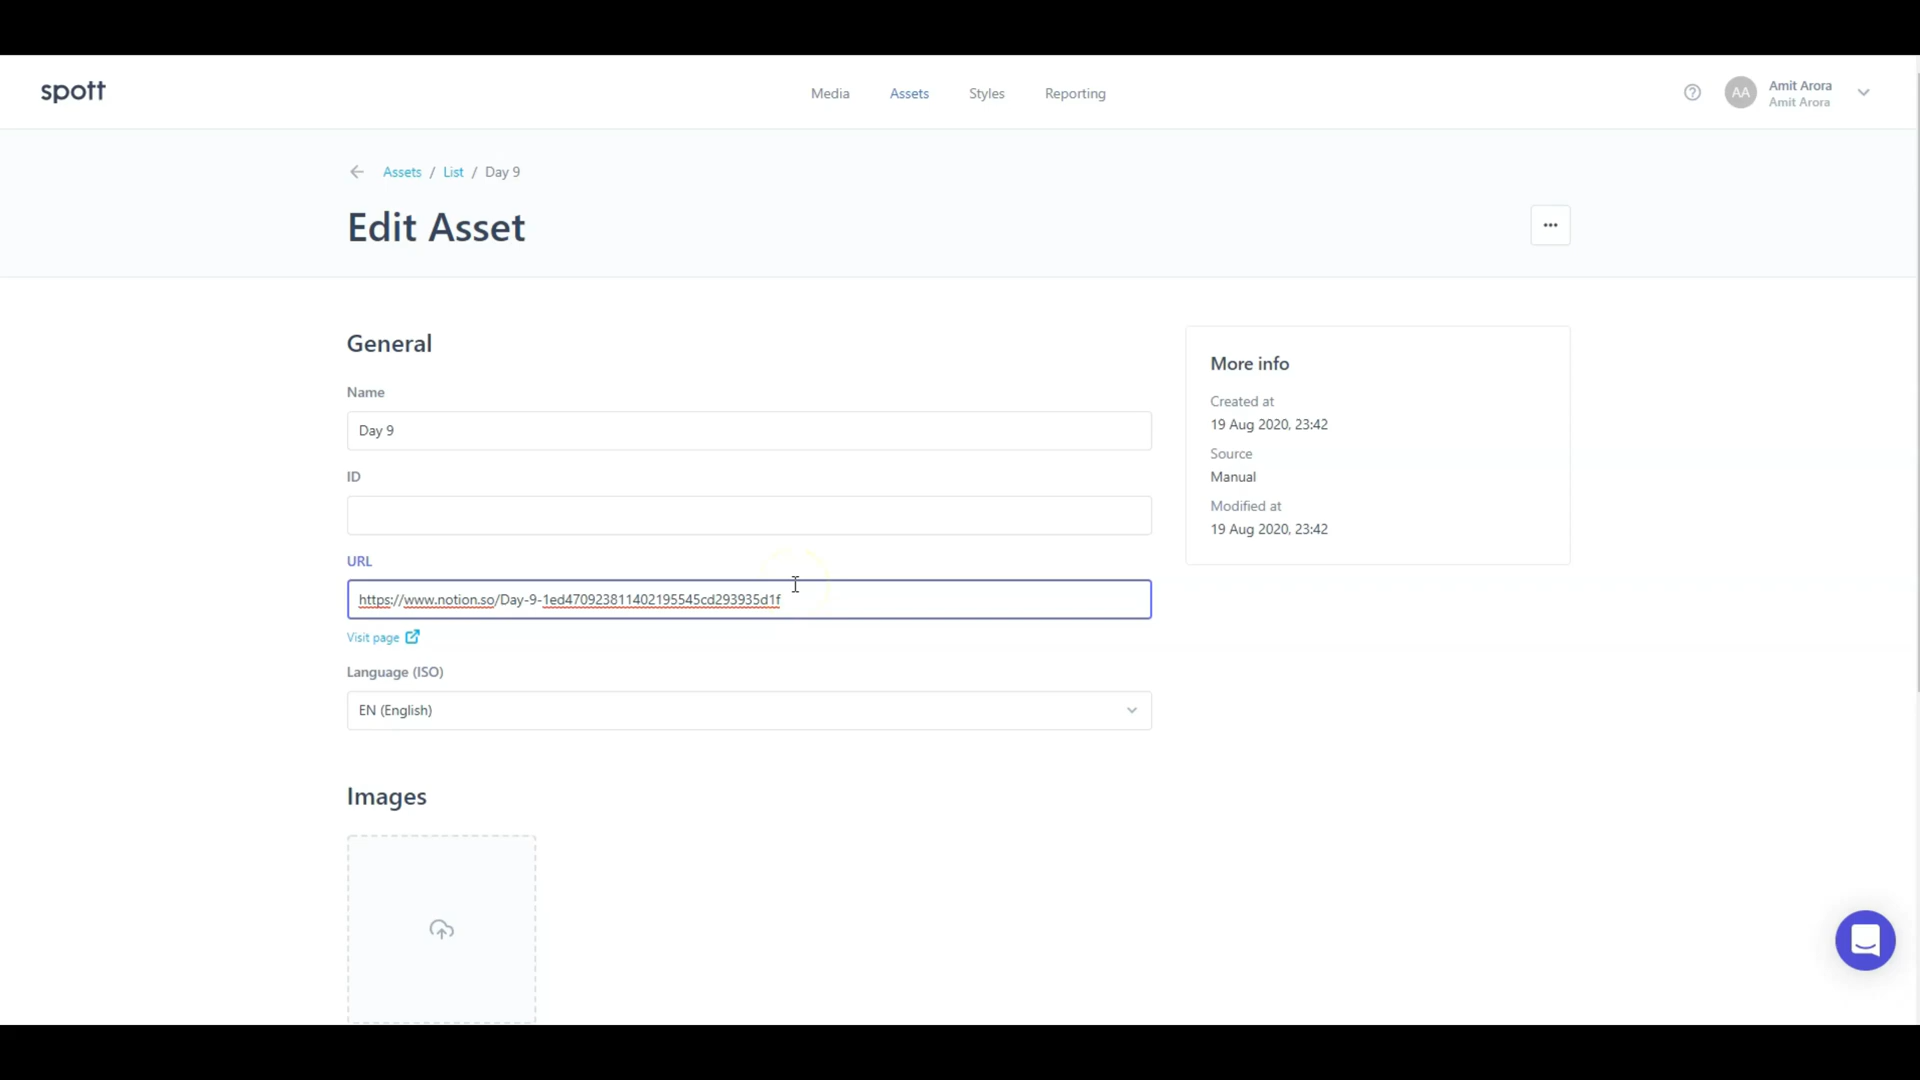 spott
Media
Assets
Styles
Reporting
AA
Amit Arora
Amit Arora
Assets / List / Day 9
Edit Asset
General
Name
Day 9
ID
URL
https://www.notion.so/Day-9-1ed470923811402195545cd293935d1f
Visit page
Language (ISO)
EN (English)
Images
More info
Created at
19 Aug 2020, 23:42
Source
Manual
Modified at
19 Aug 2020, 23:42